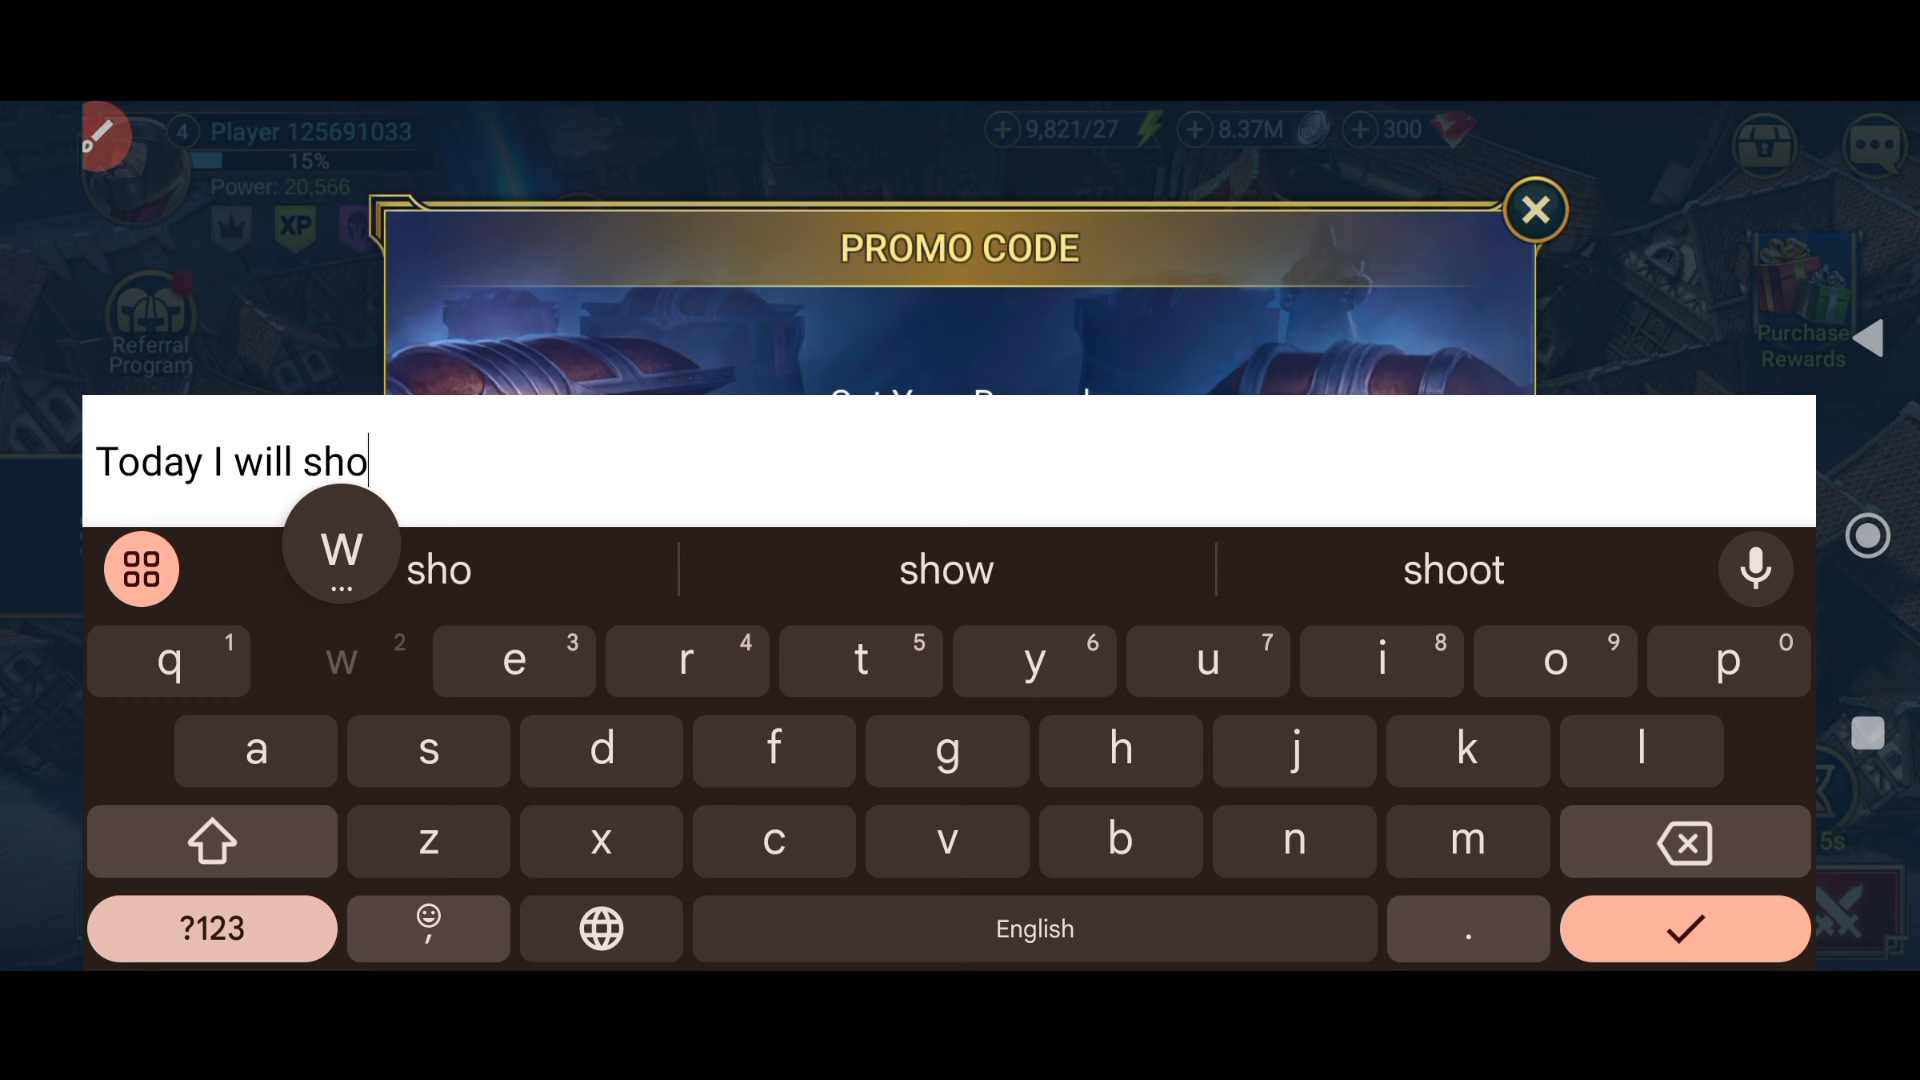 4 Player 125691033
15%
Power: 20,566
XP
9,821/27
8.37M
300
PROMO CODE
Referral
Program
Purchase
Rewards
Today I will sho
w
...
sho
show
shoot
q 1 w 2 e 3 r 4 t 5 y 6 u 7 i 8 o 9 p 0
a s d f g h j k l
z x c v b n m
?123
,
English
.
5s